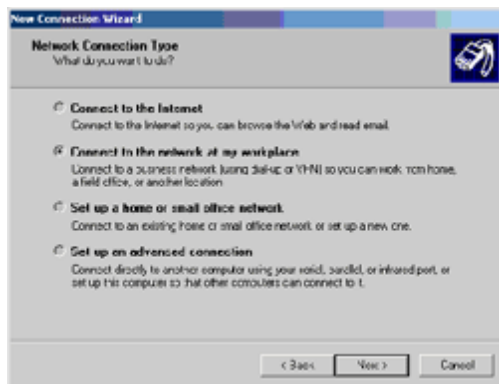 New Connection Wizard
Network Connection Type
What do you want to do?
Connect to the Internet
Connect to the Internet so you can browse the Web and read email.
Connect to the network at my workplace
Connect to a business network (using dial-up or VPN) so you can work from home,
a field office, or another location
Set up a home or small office network
Connect to an existing home or small office network or set up a new one.
Set up an advanced connection
Connect directly to another computer using your serial, parallel, or infrared port, or
set up this computer so that other computers can connect to it.
< Back
Next >
Cancel